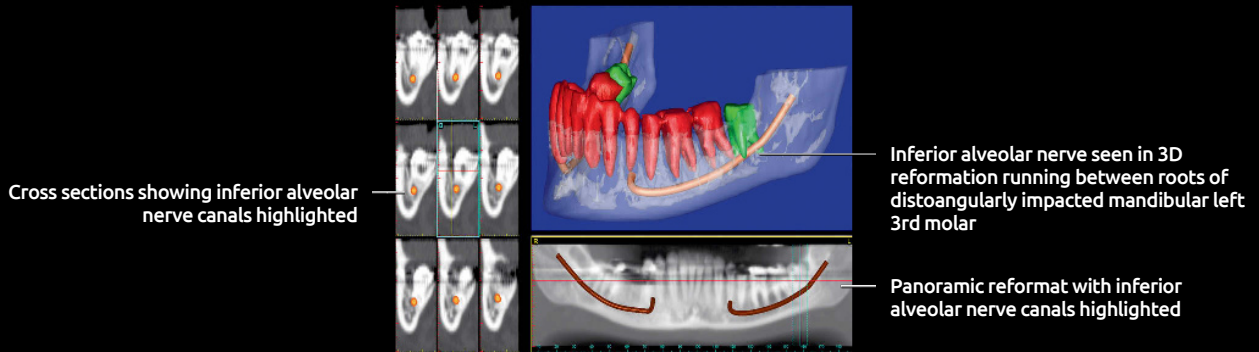 Cross sections showing inferior alveolar
nerve canals highlighted
R
L
Inferior alveolar nerve seen in 3D
reformation running between roots of
distoangularly impacted mandibular left
3rd molar
Panoramic reformat with inferior
alveolar nerve canals highlighted